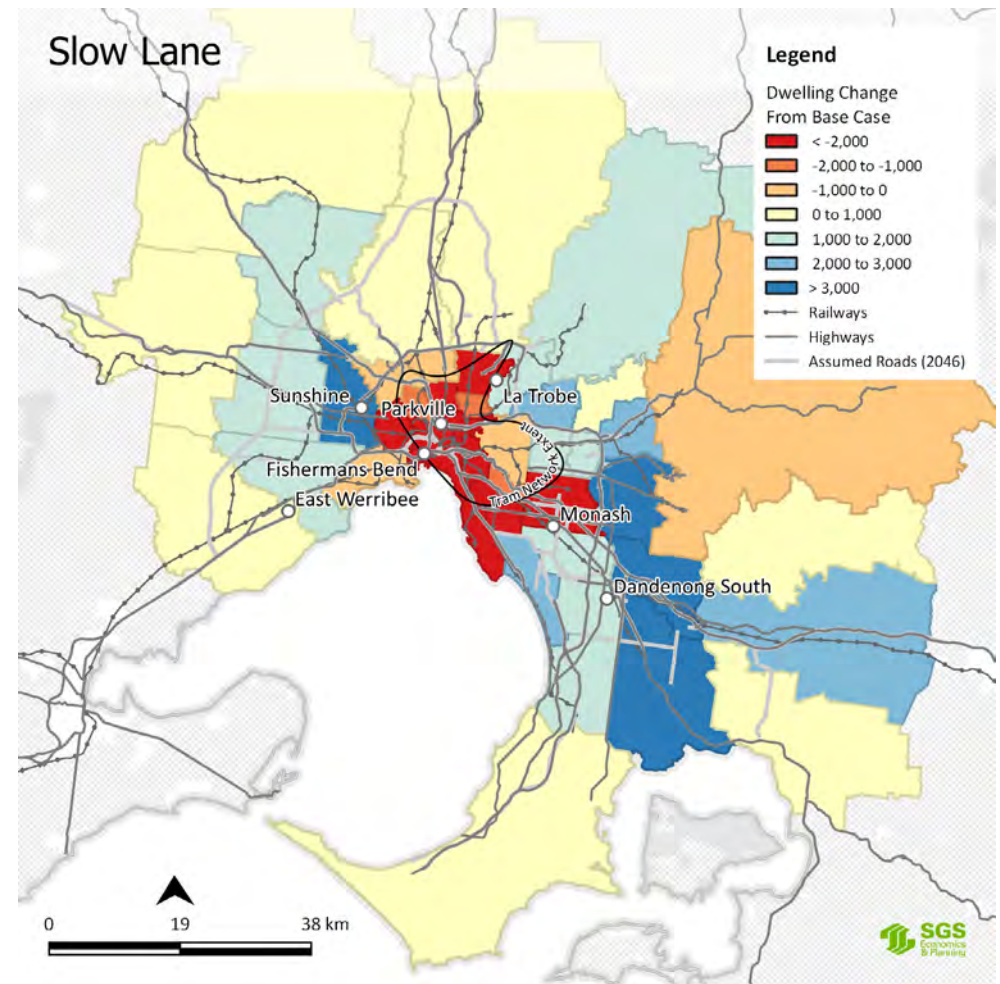 Slow Lane
Legend
Dwelling Change
From Base Case
< -2,000
-2,000 to -1,000
-1,000 to 0
0 to 1,000
1,000 to 2,000
2,000 to 3,000
> 3,000
Railways
Highways
Assumed Roads (2046)
Sunshine
Parkville
La Trobe
Fishermans Bend
East Werribee
Tram Network Extent
Monash
Dandenong South
0 19 38 km
SGS
Economics
& Planning